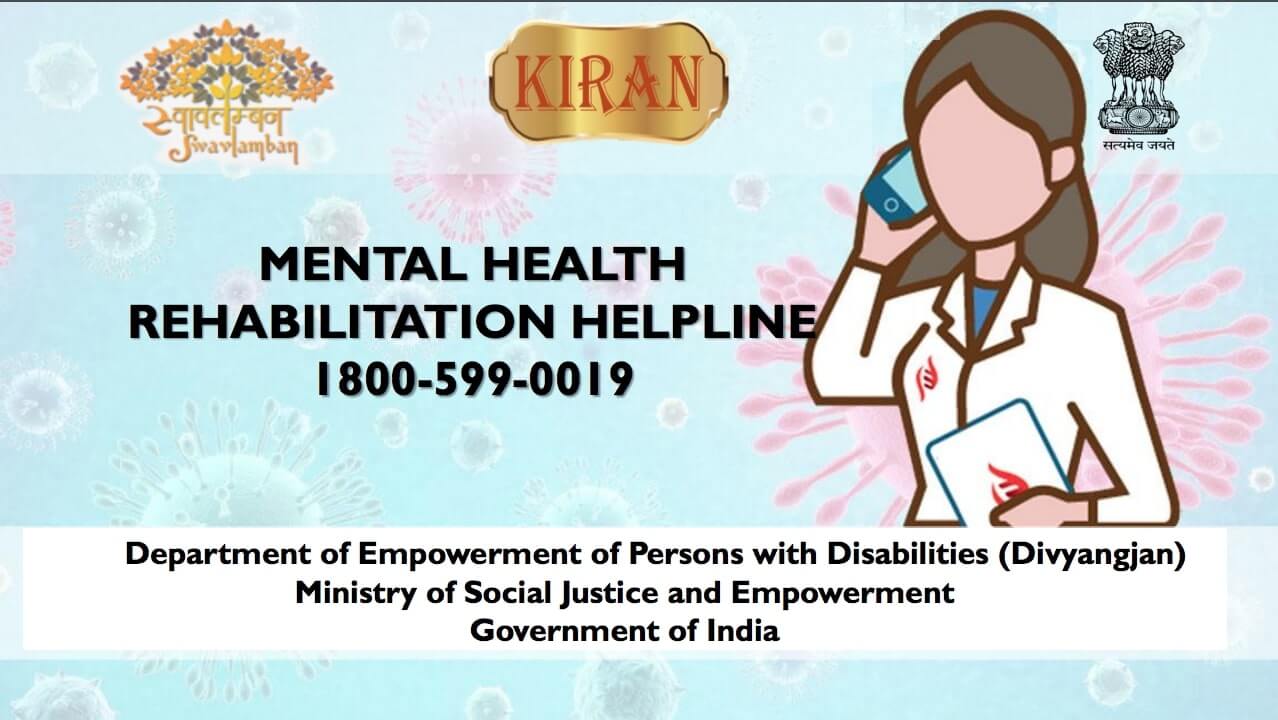 स्वावलम्बन
Swavlamban
KIRAN
सत्यमेव जयते
MENTAL HEALTH
REHABILITATION HELPLINE
1800-599-0019
Department of Empowerment of Persons with Disabilities (Divyangjan)
Ministry of Social Justice and Empowerment
Government of India